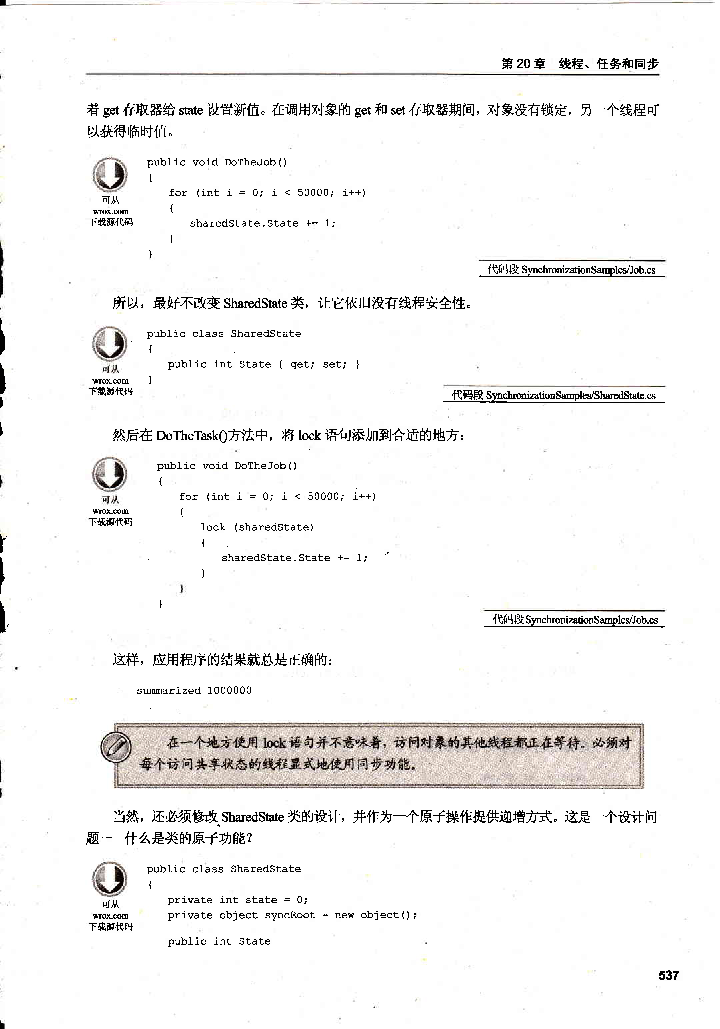 第 20 章 线程、任务和同步
着 get 存取器给 state 设置新值。在调用对象的 get 和 set 存取器期间，对象没有锁定，另一个线程可
以获得临时值。
public void DoTheJob()
{
for (int i = 0; i < 50000; i++)
{
sharedState.State += 1;
}
}
可从
wrox.com
下载源代码
代码段 SynchronizationSamples/Job.cs
所以，最好不改变 SharedState 类，让它依旧没有线程安全性。
public class SharedState
{
public int State { get; set; }
}
可从
wrox.com
下载源代码
代码段 SynchronizationSamples/SharedState.cs
然后在 DoTheTask()方法中，将 lock 语句添加到合适的地方：
public void DoTheJob()
{
for (int i = 0; i < 50000; i++)
{
lock (sharedState)
{
sharedState.State += 1;
}
}
}
可从
wrox.com
下载源代码
代码段 SynchronizationSamples/Job.cs
这样，应用程序的结果就总是正确的：
summarized 1000000
在一个地方使用 lock 语句并不意味着，访问对象的其他线程都正在等待。必须对
每个访问共享状态的线程显式地使用同步功能。
当然，还必须修改 SharedState 类的设计，并作为一个原子操作提供递增方式。这是一个设计问
题-- 什么是类的原子功能？
public class SharedState
{
private int state = 0;
private object syncRoot = new object();
public int State
可从
wrox.com
下载源代码
537